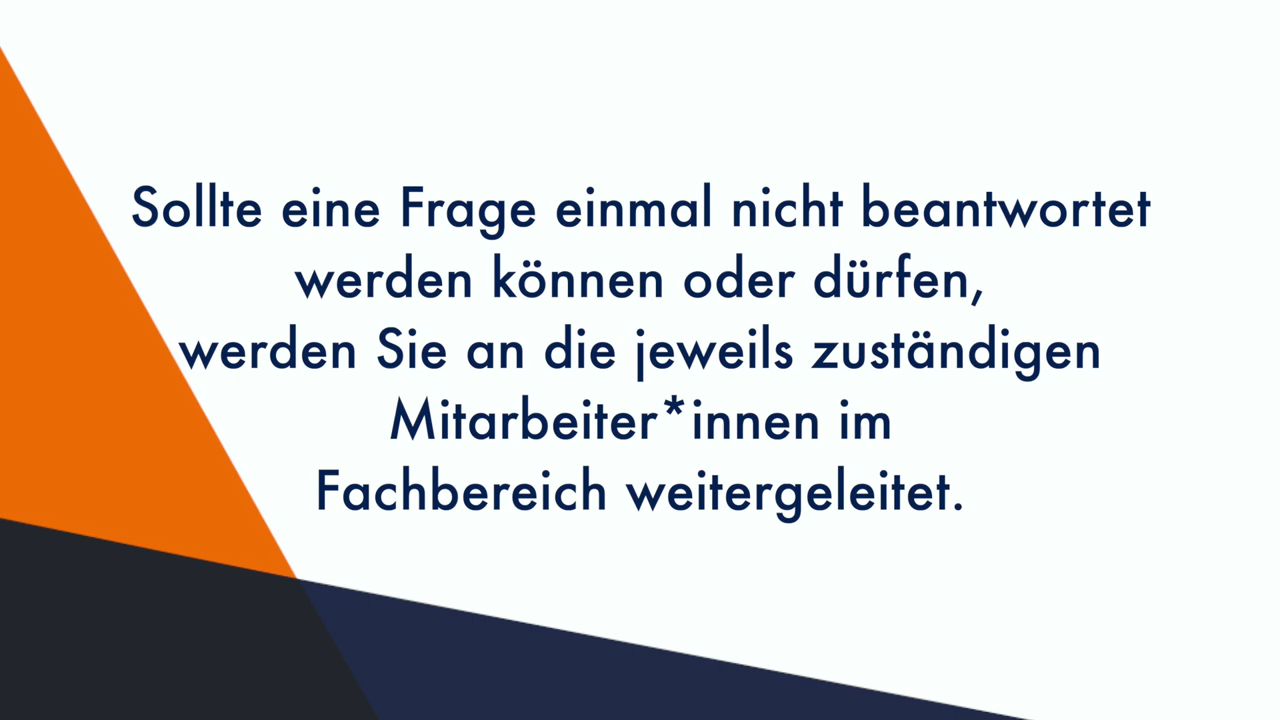 Sollte eine Frage einmal nicht beantwortet
werden können oder dürfen,
werden Sie an die jeweils zuständigen
Mitarbeiter*innen im
Fachbereich weitergeleitet.